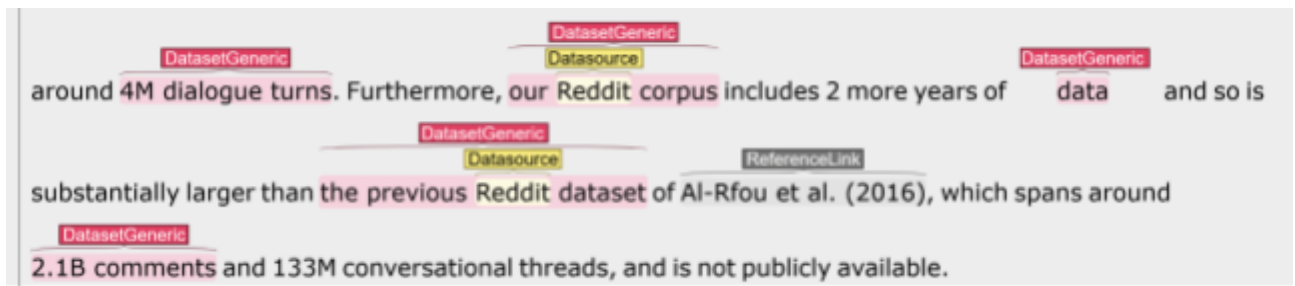 DatasetGeneric
DatasetGeneric Datasource DatasetGeneric
around 4M dialogue turns. Furthermore, our Reddit corpus includes 2 more years of data and so is
DatasetGeneric
Datasource ReferenceLink
substantially larger than the previous Reddit dataset of Al-Rfou et al. (2016), which spans around
DatasetGeneric
2.1B comments and 133M conversational threads, and is not publicly available.